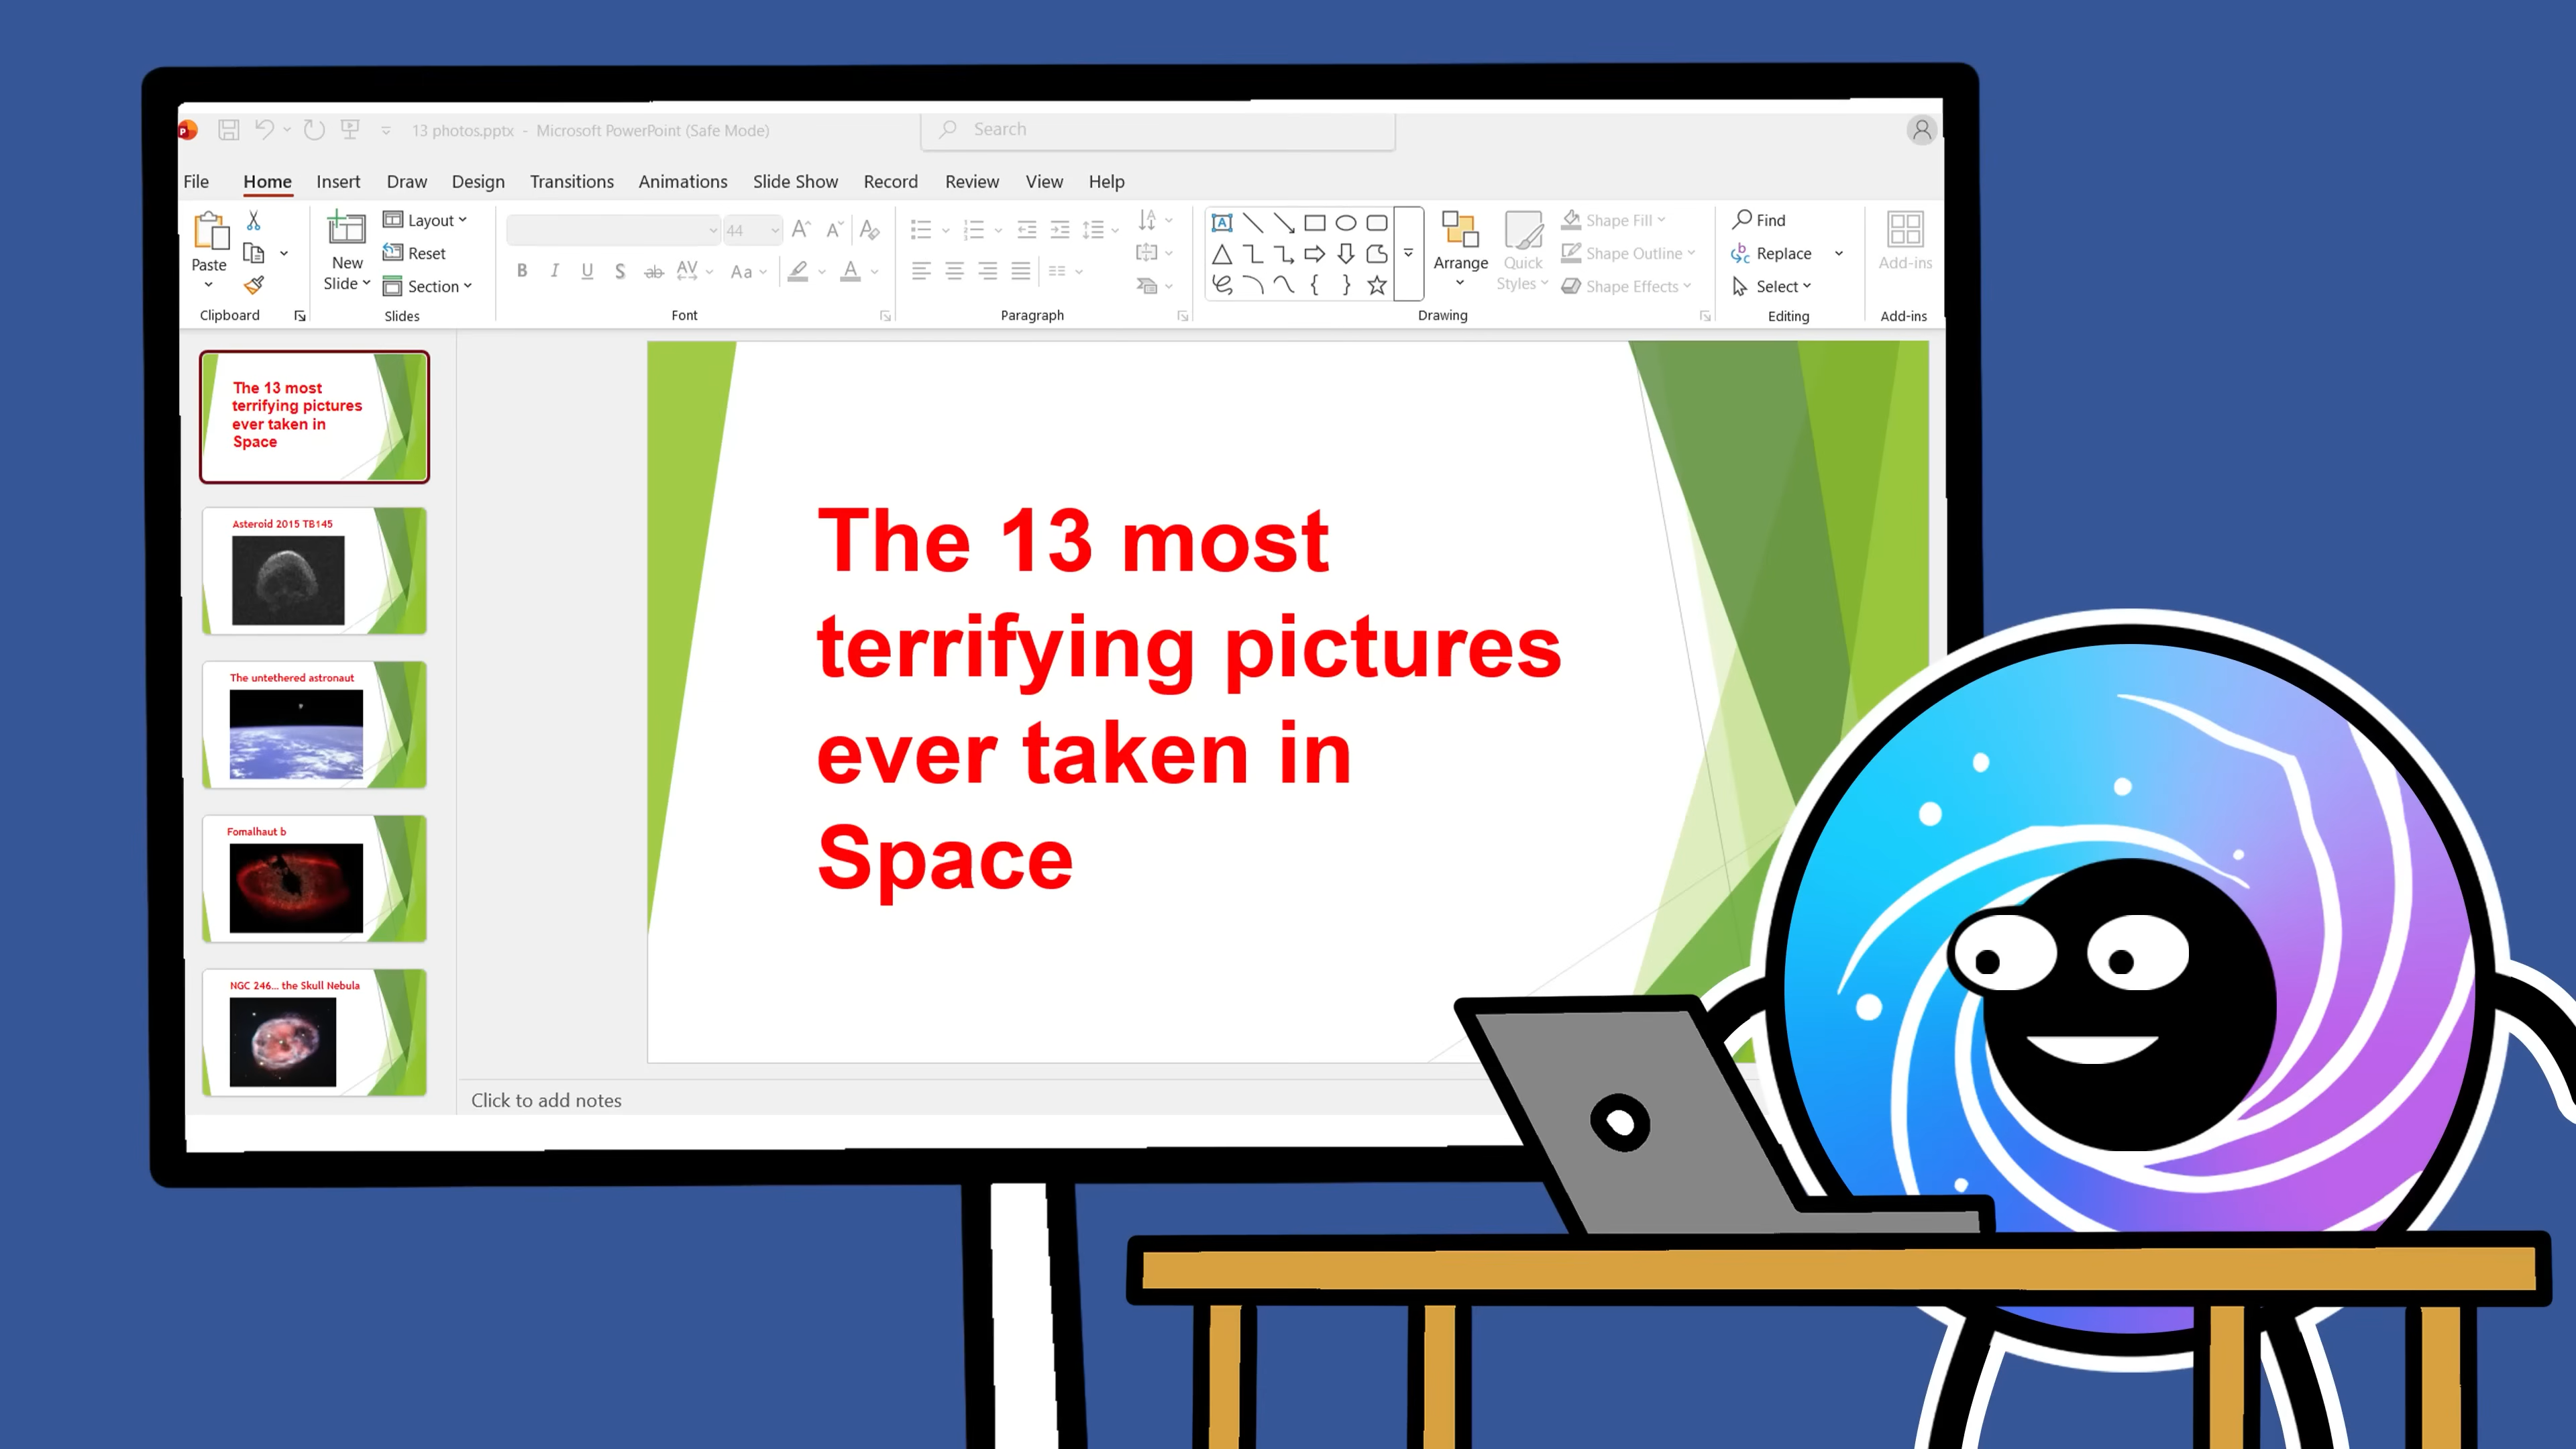 13 photos.pptx - Microsoft PowerPoint (Safe Mode)
Search
File Home Insert Draw Design Transitions Animations Slide Show Record Review View Help
Paste
New
Slide
Layout
Reset
Section
44
B I U S ab AV Aa A
Arrange
Quick
Styles
Shape Fill
Shape Outline
Shape Effects
Find
Replace
Select
Add-ins
Clipboard Slides Font Paragraph Drawing Editing Add-ins
The 13 most
terrifying pictures
ever taken in
Space
Asteroid 2015 TB145
The untethered astronaut
Fomalhaut b
NGC 246... the Skull Nebula
The 13 most
terrifying pictures
ever taken in
Space
Click to add notes